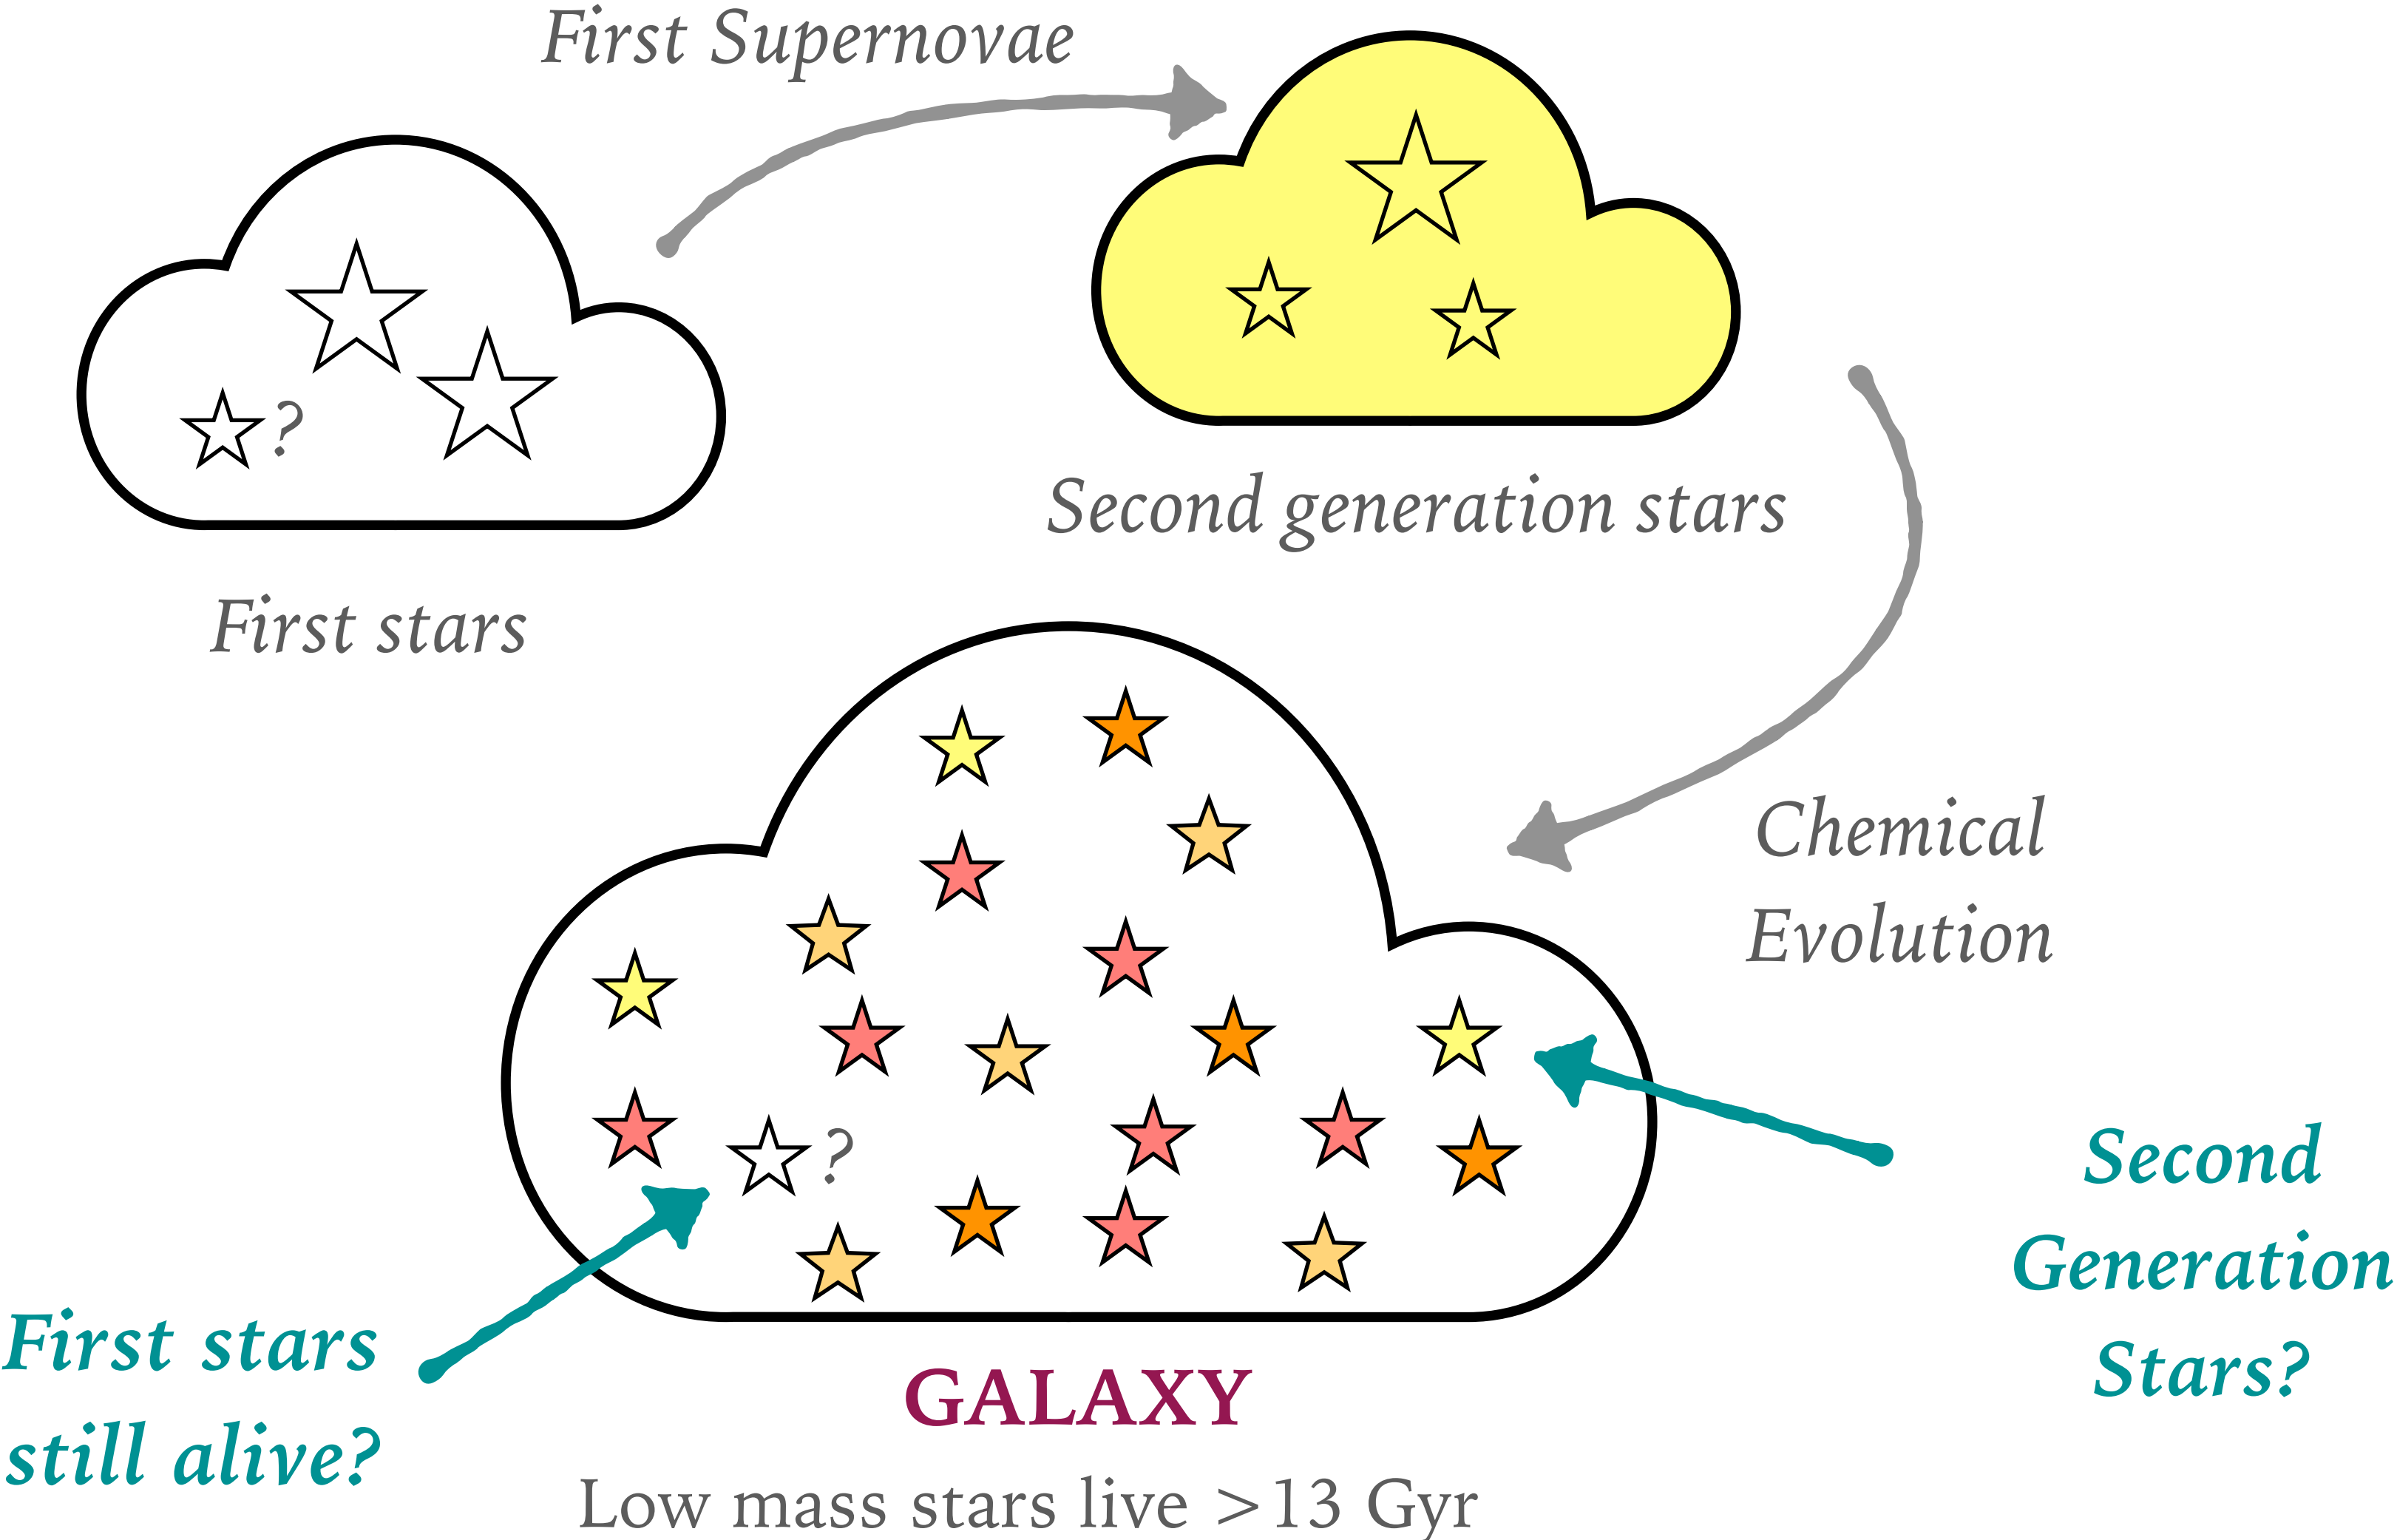 First Supernovae
?
Second generation stars
First stars
Chemical
Evolution
?
Second
Generation
Stars?
First stars
still alive?
GALAXY
Low mass stars live >13 Gyr